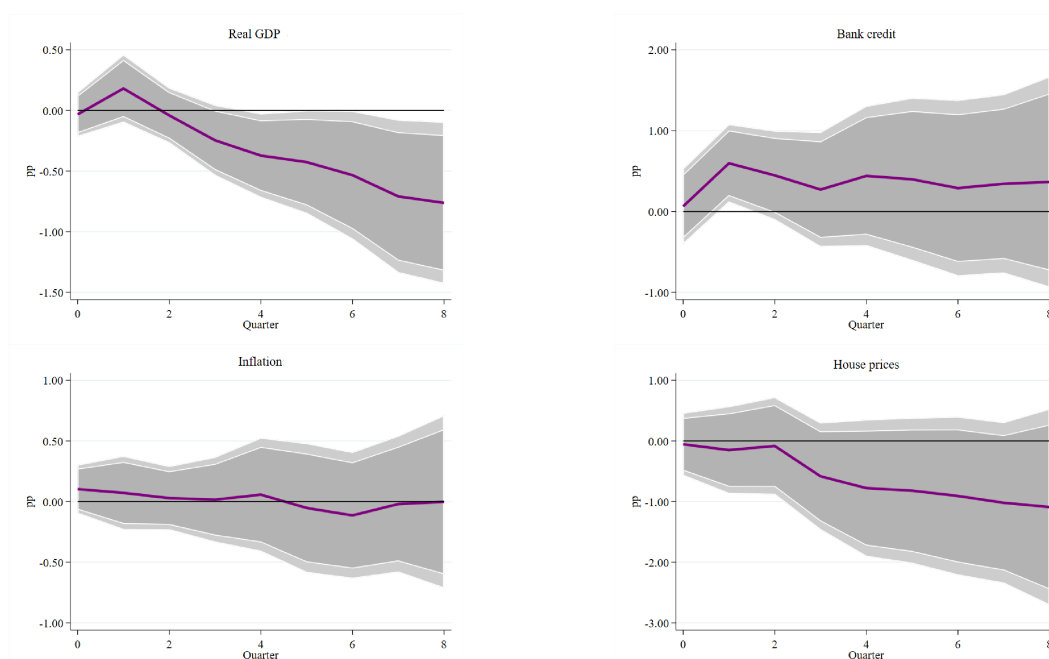 Real GDP
0.50
0.00
-0.50
-1.00
-1.50
pp
0 2 4 6 8
Quarter
Bank credit
2.00
1.00
0.00
-1.00
pp
0 2 4 6 8
Quarter
Inflation
1.00
0.50
0.00
-0.50
-1.00
pp
0 2 4 6 8
Quarter
House prices
1.00
0.00
-1.00
-2.00
-3.00
pp
0 2 4 6 8
Quarter